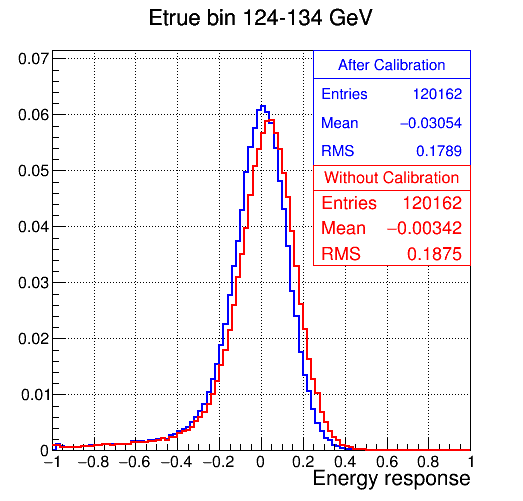 Etrue bin 124-134 GeV
0.07
0.06
0.05
0.04
0.03
0.02
0.01
0
After Calibration
Entries 120162
Mean −0.03054
RMS 0.1789
Without Calibration
Entries 120162
Mean −0.00342
RMS 0.1875
−1 −0.8 −0.6 −0.4 −0.2 0 0.2 0.4 0.6 0.8 1
Energy response